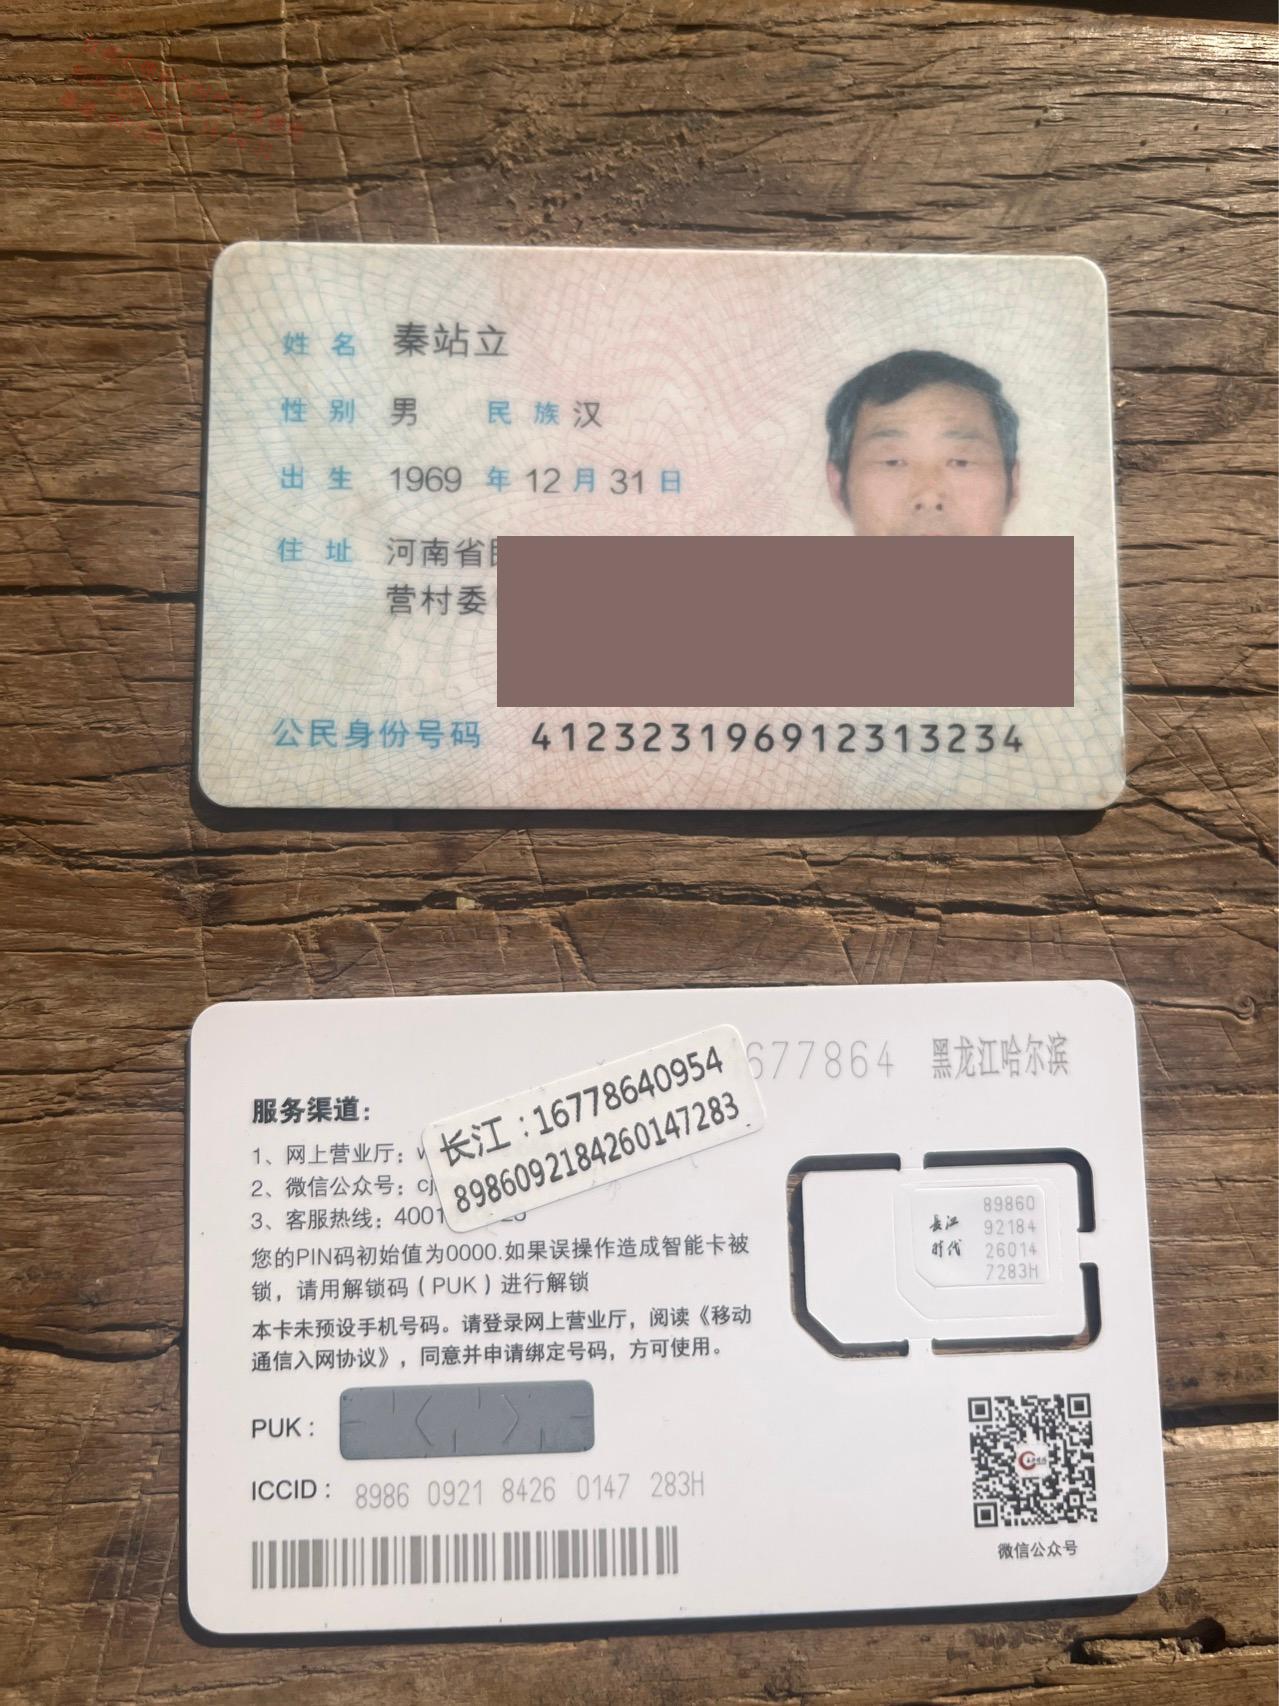 姓名 秦站立
性别 男 民族 汉
出生 1969 年 12 月 31 日
住址 河南省
营村委
公民身份号码 412323196912313234
677864 黑龙江哈尔滨
长江:16778640954
8986092184260147283
服务渠道:
1、网上营业厅:
2、微信公众号:
3、客服热线:
您的PIN码初始值为0000.如果误操作造成智能卡被
锁,请用解锁码(PUK)进行解锁
本卡未预设手机号码。请登录网上营业厅,阅读《移动
通信入网协议》,同意并申请绑定号码,方可使用。
PUK:
ICCID: 8986 0921 8426 0147 283H
長江
时代
89860
92184
26014
7283H
微信公众号